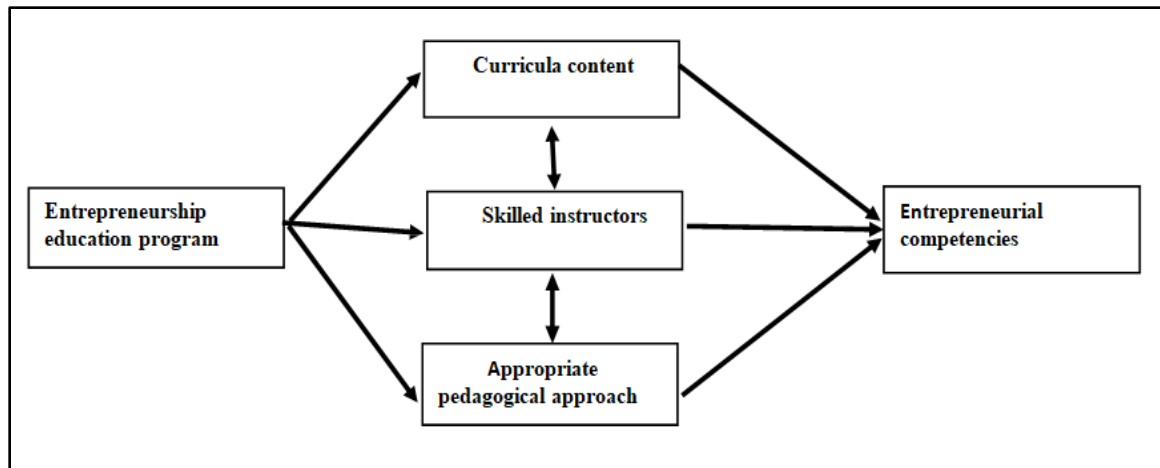 Curricula content
Entrepreneurship
education program
Skilled instructors
Entrepreneurial
competencies
Appropriate
pedagogical approach